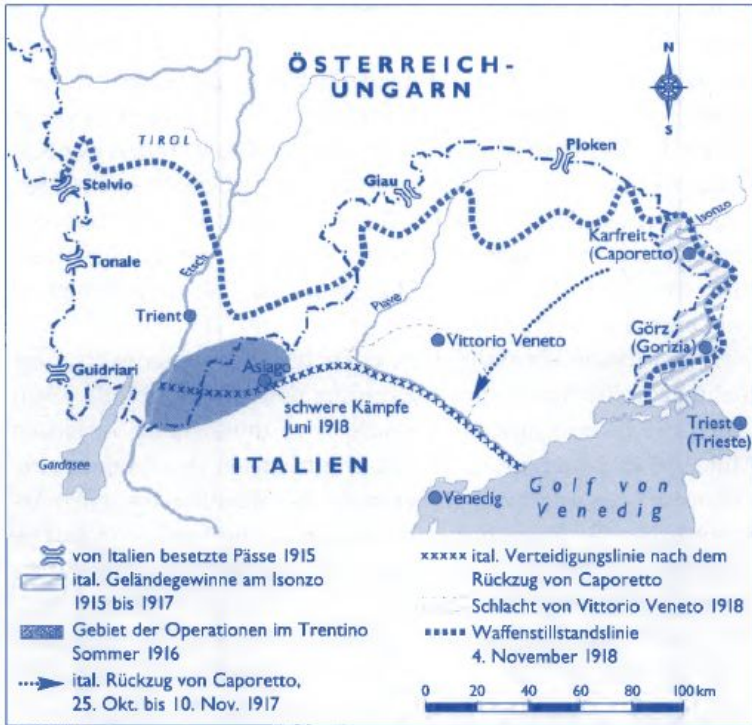 ÖSTERREICH-
UNGARN
N
S
TIROL
Ploken
Giau
Stelvio
Isonzo
Karfreit
(Caporetto)
Tonale
Etsch
Piave
Trient
Vittorio Veneto
Görz
(Gorizia)
Guidriari
Asiago
schwere Kämpfe
Juni 1918
Triest
(Trieste)
ITALIEN
Gardasee
Venedig
Golf von
Venedig
von Italien besetzte Pässe 1915
ital. Geländegewinne am Isonzo
1915 bis 1917
Gebiet der Operationen im Trentino
Sommer 1916
ital. Rückzug von Caporetto,
25. Okt. bis 10. Nov. 1917
ital. Verteidigungslinie nach dem
Rückzug von Caporetto
Schlacht von Vittorio Veneto 1918
Waffenstillstandslinie
4. November 1918
0 20 40 60 80 100 km